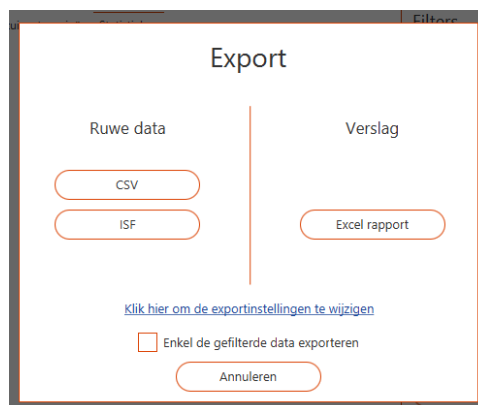 Filters
Export
Ruwe data
Verslag
CSV
ISF
Excel rapport
Klik hier om de exportinstellingen te wijzigen
Enkel de gefilterde data exporteren
Annuleren